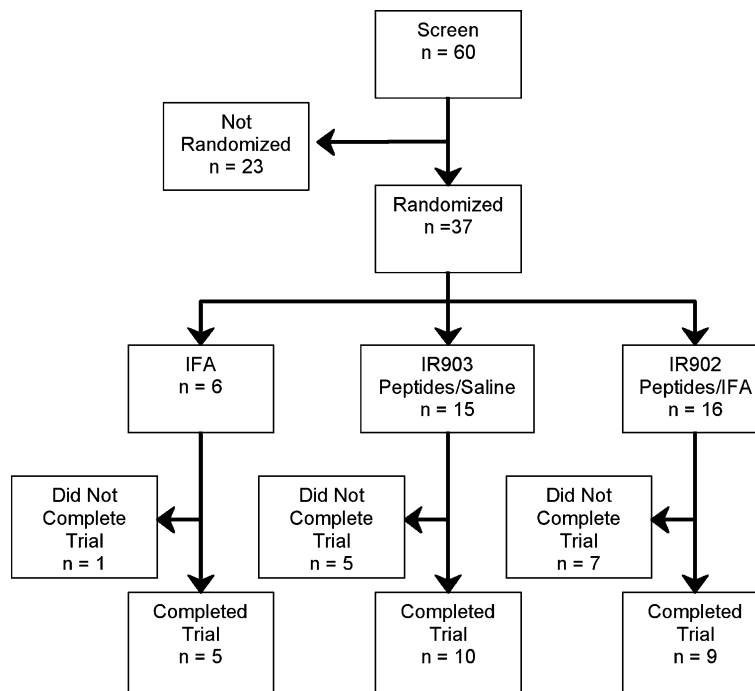 Screen
n = 60
Not
Randomized
n = 23
Randomized
n =37
IFA
n = 6
IR903
Peptides/Saline
n = 15
IR902
Peptides/IFA
n = 16
Did Not
Complete
Trial
n = 1
Did Not
Complete
Trial
n = 5
Did Not
Complete
Trial
n = 7
Completed
Trial
n = 5
Completed
Trial
n = 10
Completed
Trial
n = 9